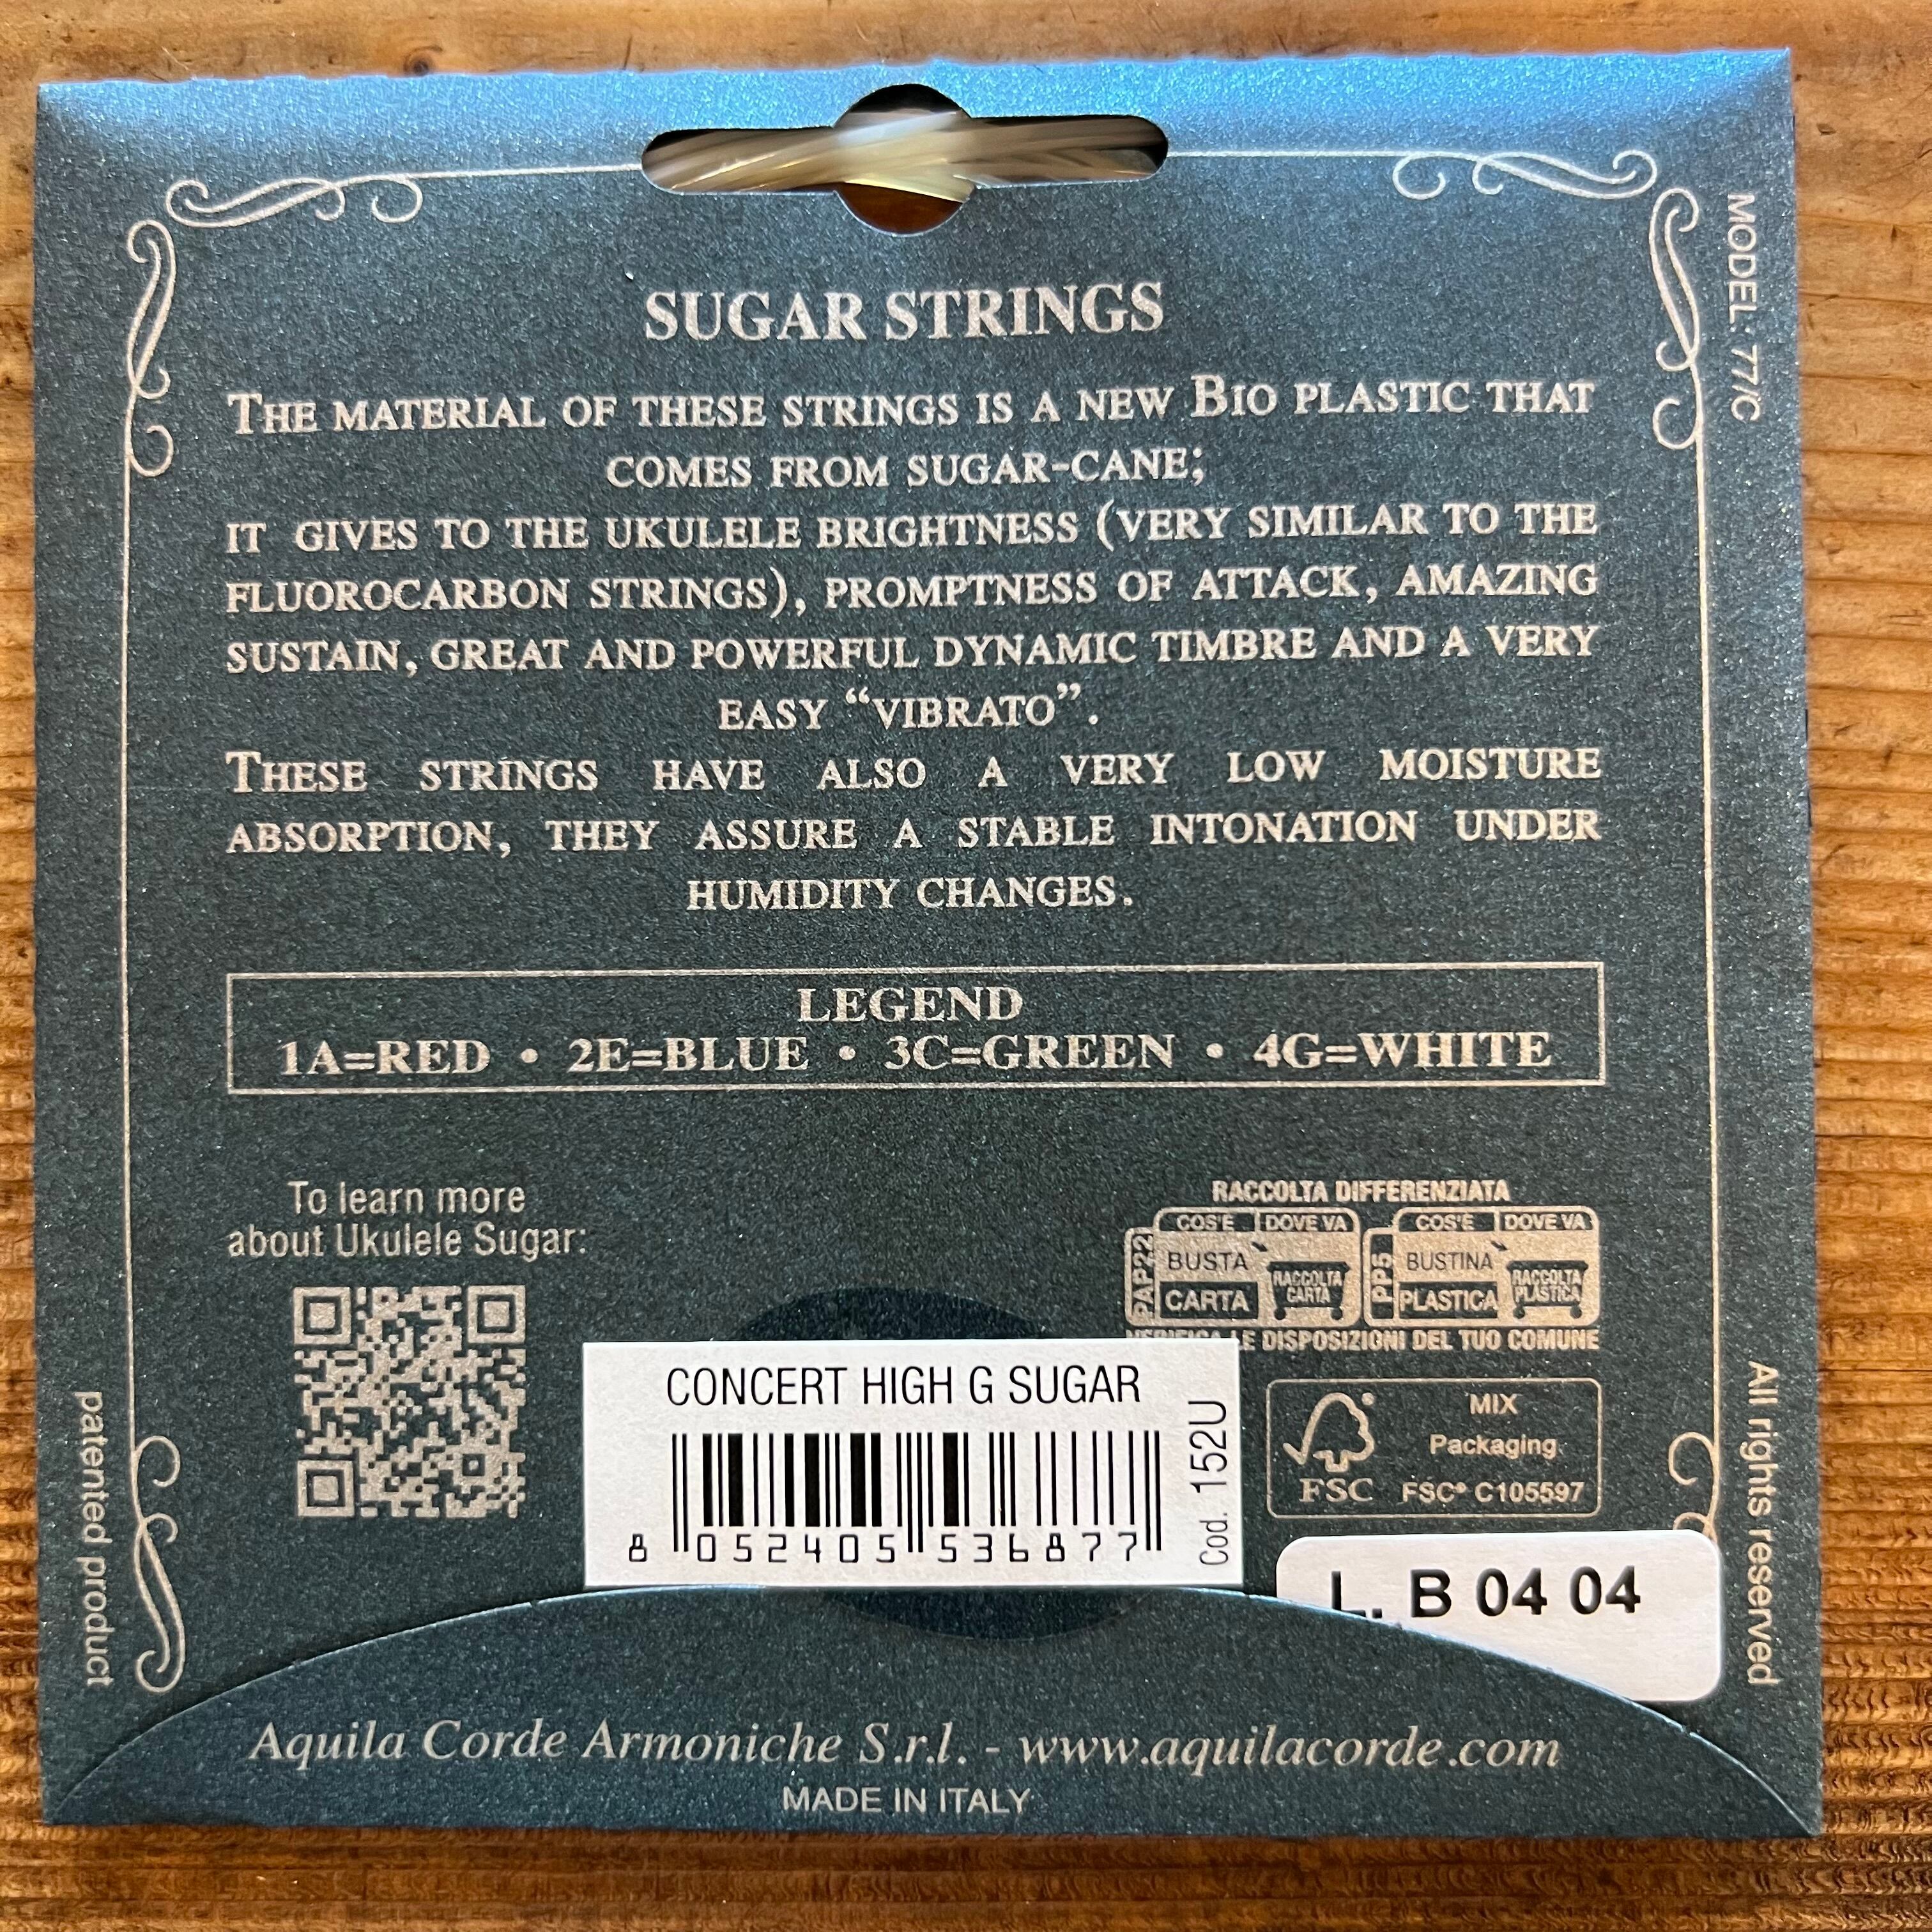 SUGAR STRINGS
THE MATERIAL OF THESE STRINGS IS A NEW BIO PLASTIC THAT
COMES FROM SUGAR-CANE;
IT GIVES TO THE UKULELE BRIGHTNESS (VERY SIMILAR TO THE
FLUOROCARBON STRINGS), PROMPTNESS OF ATTACK, AMAZING
SUSTAIN, GREAT AND POWERFUL DYNAMIC TIMBRE AND A VERY
EASY “VIBRATO”.
THESE STRINGS HAVE ALSO A VERY LOW MOISTURE
ABSORPTION, THEY ASSURE A STABLE INTONATION UNDER
HUMIDITY CHANGES.
MODEL: 77/C
LEGEND
1A=RED • 2E=BLUE • 3C=GREEN • 4G=WHITE
To learn more
about Ukulele Sugar:
RACCOLTA DIFFERENZIATA
COS'È DOVE VA
PAP22
BUSTA
CARTA
RACCOLTA
CARTA
COS'È DOVE VA
PP5
BUSTINA
PLASTICA
RACCOLTA
PLASTICA
VERIFICA LE DISPOSIZIONI DEL TUO COMUNE
CONCERT HIGH G SUGAR
8 052405 536877
Cod. 152U
FSC
MIX
Packaging
FSC® C105597
L. B 04 04
patented product
All rights reserved
Aquila Corde Armoniche S.r.l. - www.aquilacorde.com
MADE IN ITALY